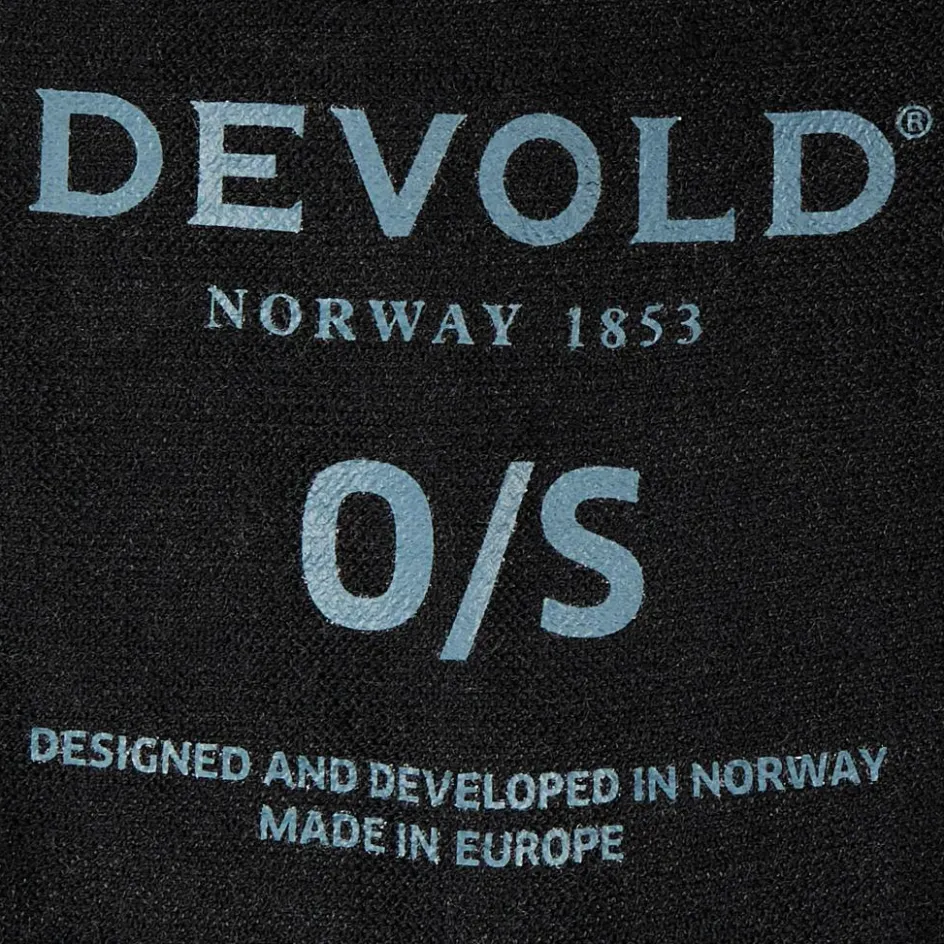 DEVOLD®
NORWAY 1853
O/S
DESIGNED AND DEVELOPED IN NORWAY
MADE IN EUROPE